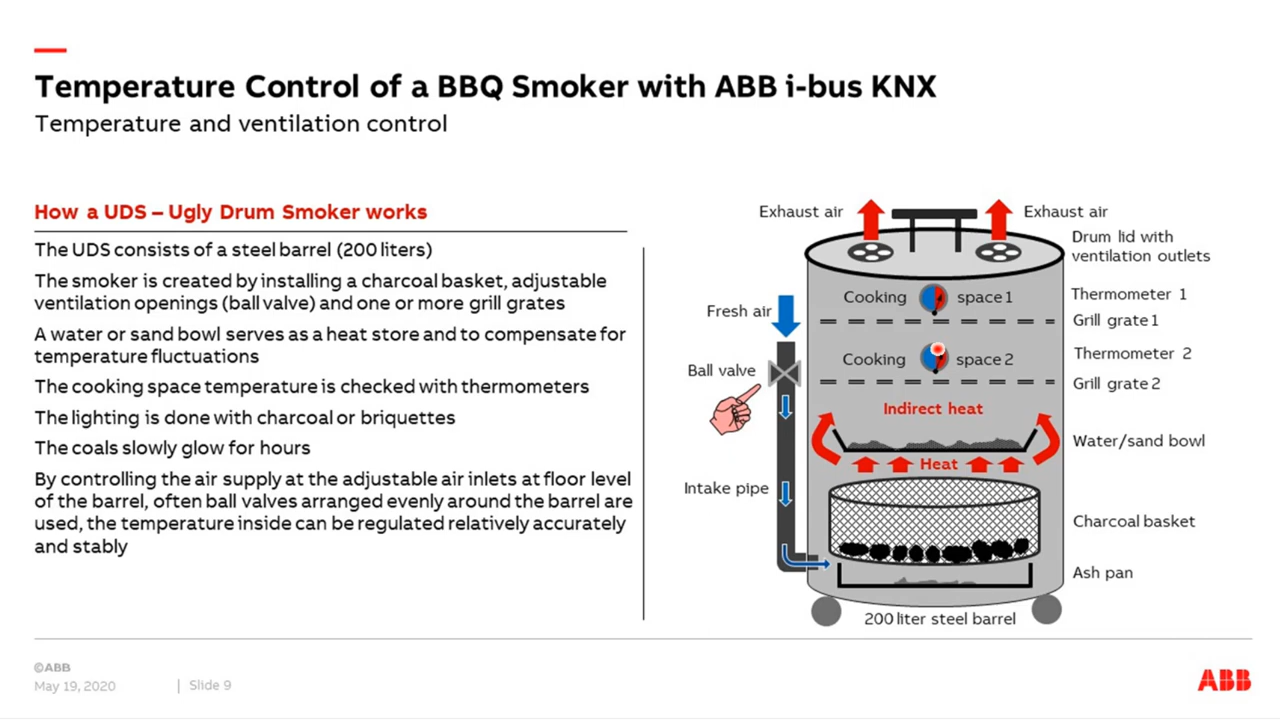 Temperature Control of a BBQ Smoker with ABB i-bus KNX
Temperature and ventilation control
How a UDS – Ugly Drum Smoker works
The UDS consists of a steel barrel (200 liters)
The smoker is created by installing a charcoal basket, adjustable
ventilation openings (ball valve) and one or more grill grates
A water or sand bowl serves as a heat store and to compensate for
temperature fluctuations
The cooking space temperature is checked with thermometers
The lighting is done with charcoal or briquettes
The coals slowly glow for hours
By controlling the air supply at the adjustable air inlets at floor level
of the barrel, often ball valves arranged evenly around the barrel are
used, the temperature inside can be regulated relatively accurately
and stably
Exhaust air
Exhaust air
Drum lid with
ventilation outlets
Cooking space 1
Thermometer 1
Fresh air
Grill grate 1
Cooking space 2
Thermometer 2
Ball valve
Grill grate 2
Indirect heat
Water/sand bowl
Heat
Intake pipe
Charcoal basket
Ash pan
200 liter steel barrel
©ABB
May 19, 2020 | Slide 9
ABB